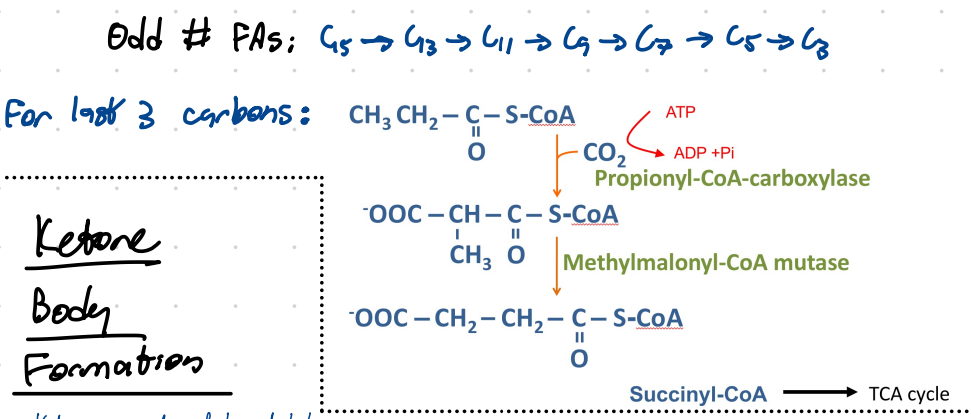 Odd # FAs: C15 → C13 → C11 → C9 → C7 → C5 → C3
For last 3 carbons:
CH₃ CH₂ – C – S-CoA
O
ATP
CO₂
ADP +Pi
Propionyl-CoA-carboxylase
⁻OOC – CH – C – S-CoA
CH₃ O
Methylmalonyl-CoA mutase
⁻OOC – CH₂ – CH₂ – C – S-CoA
O
Succinyl-CoA → TCA cycle
Ketone
Body
Formation